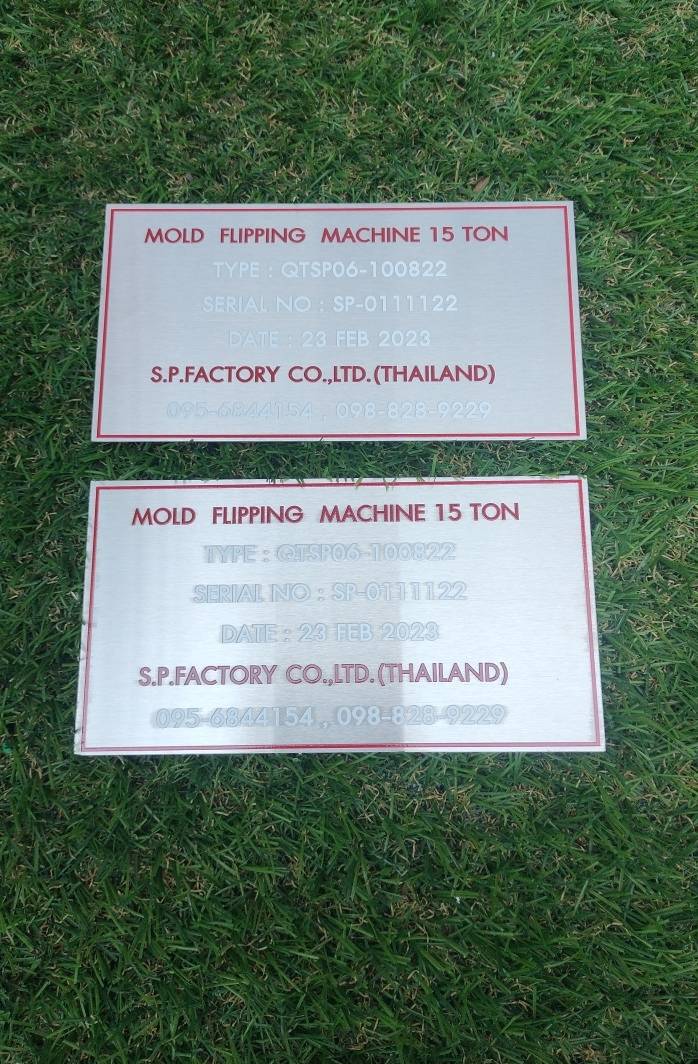 MOLD FLIPPING MACHINE 15 TON
TYPE : QTSP06-100822
SERIAL NO : SP-0111122
DATE : 23 FEB 2023
S.P.FACTORY CO.,LTD.(THAILAND)
095-6844154 , 098-828-9229
MOLD FLIPPING MACHINE 15 TON
TYPE : QTSP06-100822
SERIAL NO : SP-0111122
DATE : 23 FEB 2023
S.P.FACTORY CO.,LTD.(THAILAND)
095-6844154 , 098-828-9229